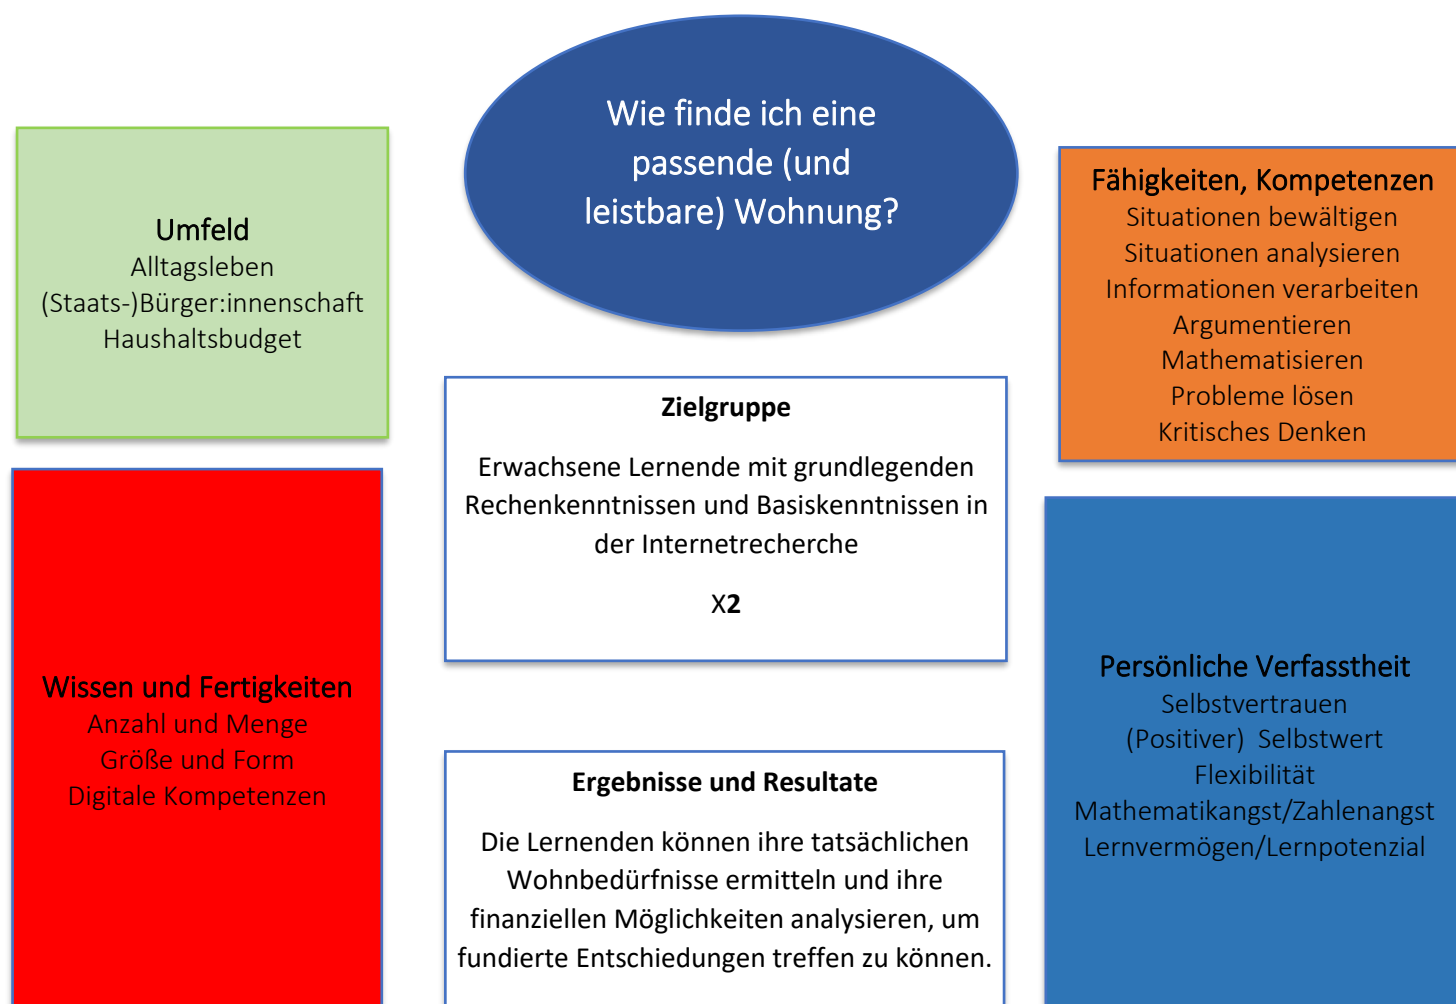 Wie finde ich eine
passende (und
leistbare) Wohnung?
Umfeld
Alltagsleben
(Staats-)Bürger:innenschaft
Haushaltsbudget
Fähigkeiten, Kompetenzen
Situationen bewältigen
Situationen analysieren
Informationen verarbeiten
Argumentieren
Mathematisieren
Probleme lösen
Kritisches Denken
Zielgruppe
Erwachsene Lernende mit grundlegenden
Rechenkenntnissen und Basiskenntnissen in
der Internetrecherche
X2
Wissen und Fertigkeiten
Anzahl und Menge
Größe und Form
Digitale Kompetenzen
Persönliche Verfasstheit
Selbstvertrauen
(Positiver) Selbstwert
Flexibilität
Mathematikangst/Zahlenangst
Lernvermögen/Lernpotenzial
Ergebnisse und Resultate
Die Lernenden können ihre tatsächlichen
Wohnbedürfnisse ermitteln und ihre
finanziellen Möglichkeiten analysieren, um
fundierte Entschiedungen treffen zu können.